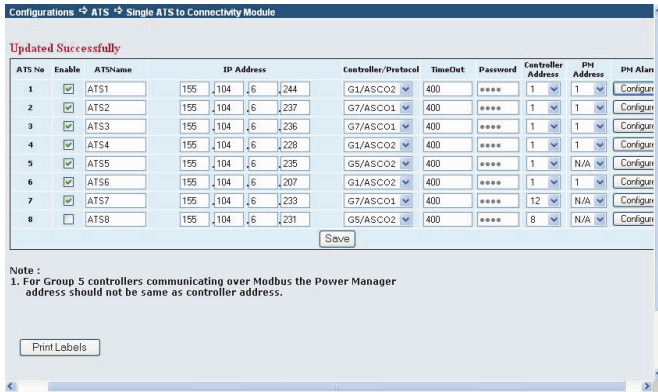 Configurations ➪ ATS ➪ Single ATS to Connectivity Module
Updated Successfully
ATS No Enable ATSName IP Address Controller/Protocol TimeOut Password Controller Address PM Address PM Alarm
1 ATS1 155 .104 .6 .244 G1/ASCO2 400 •••• 1 1 Configure
2 ATS2 155 .104 .6 .237 G7/ASCO1 400 •••• 1 1 Configure
3 ATS3 155 .104 .6 .236 G7/ASCO1 400 •••• 1 1 Configure
4 ATS4 155 .104 .6 .228 G1/ASCO2 400 •••• 1 1 Configure
5 ATS5 155 .104 .6 .235 G5/ASCO2 400 •••• 1 N/A Configure
6 ATS6 155 .104 .6 .207 G1/ASCO2 400 •••• 1 1 Configure
7 ATS7 155 .104 .6 .233 G7/ASCO1 400 •••• 12 N/A Configure
8 ATS8 155 .104 .6 .231 G5/ASCO2 400 •••• 8 N/A Configure
Save
Note :
1. For Group 5 controllers communicating over Modbus the Power Manager
address should not be same as controller address.
Print Labels